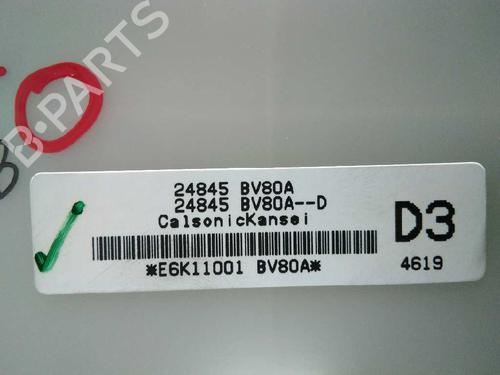 B-PARTS
24845 BV80A
24845 BV80A--D
CalsonicKansei
*E6K11001 BV80A*
D3
4619